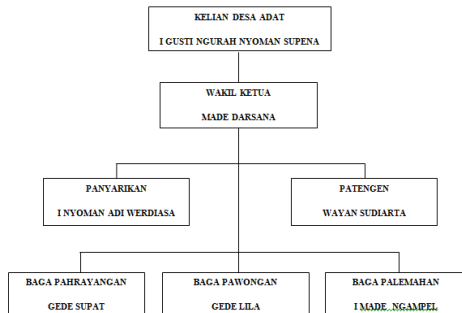 KELIAN DESA ADAT
I GUSTI NGURAH NYOMAN SUPENA
WAKIL KETUA
MADE DARSANA
PANYARIKAN
I NYOMAN ADI WERDIASA
PATENGEN
WAYAN SUDIARTA
BAGA PAHRAYANGAN
GEDE SUPAT
BAGA PAWONGAN
GEDE LILA
BAGA PALEMAHAN
I MADE NGAMPEL